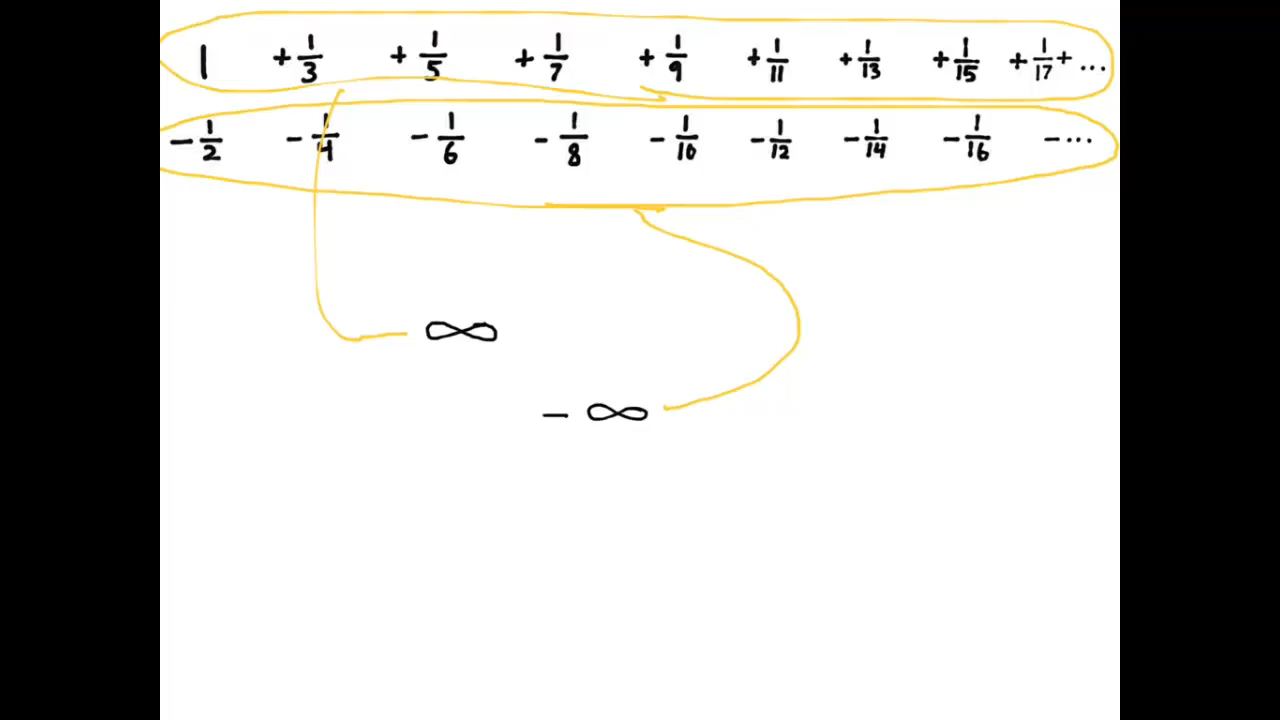 1 + 1/3 + 1/5 + 1/7 + 1/9 + 1/11 + 1/13 + 1/15 + 1/17 + ...
- 1/2 - 1/4 - 1/6 - 1/8 - 1/10 - 1/12 - 1/14 - 1/16 - ...
∞
- ∞